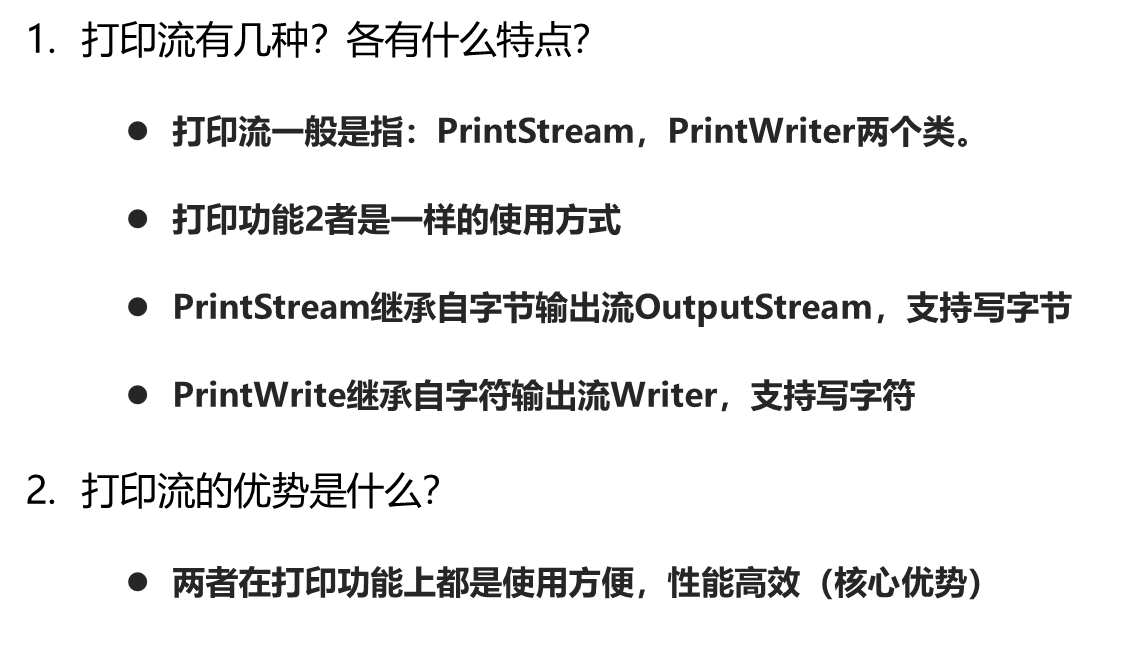 1. 打印流有几种？各有什么特点？
● 打印流一般是指：PrintStream，PrintWriter两个类。
● 打印功能2者是一样的使用方式
● PrintStream继承自字节输出流OutputStream，支持写字节
● PrintWrite继承自字符输出流Writer，支持写字符
2. 打印流的优势是什么？
● 两者在打印功能上都是使用方便，性能高效（核心优势）